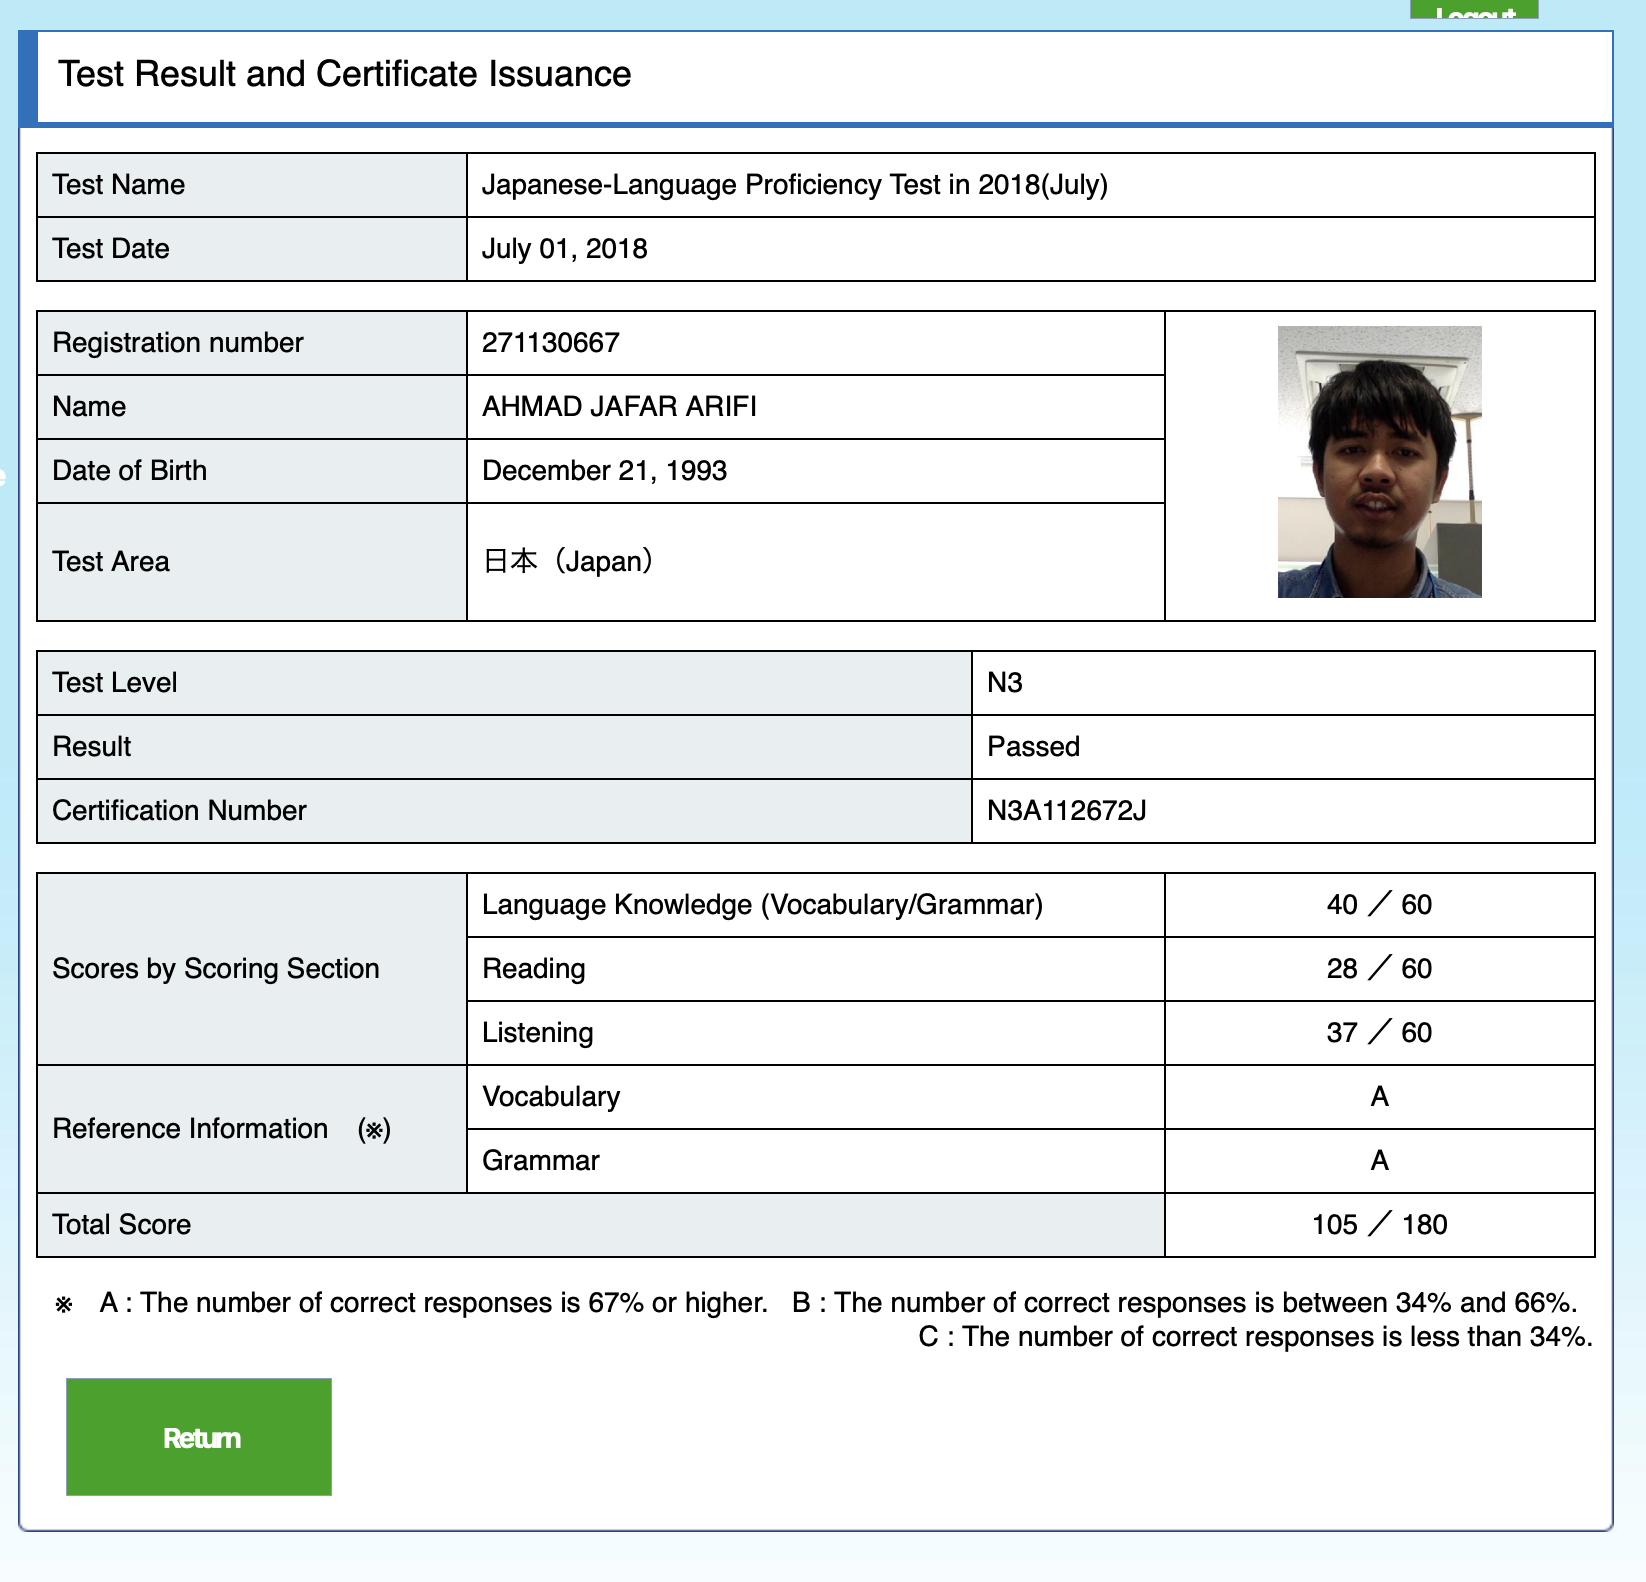 Logout
Test Result and Certificate Issuance
Test Name Japanese-Language Proficiency Test in 2018(July)
Test Date July 01, 2018
Registration number 271130667
Name AHMAD JAFAR ARIFI
Date of Birth December 21, 1993
Test Area 日本（Japan）
Test Level N3
Result Passed
Certification Number N3A112672J
Scores by Scoring Section
Language Knowledge (Vocabulary/Grammar) 40 ／ 60
Reading 28 ／ 60
Listening 37 ／ 60
Reference Information (※)
Vocabulary A
Grammar A
Total Score 105 ／ 180
※ A : The number of correct responses is 67% or higher. B : The number of correct responses is between 34% and 66%.
C : The number of correct responses is less than 34%.
Return